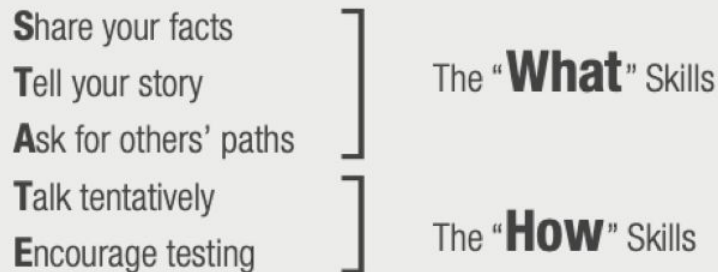 Share your facts
Tell your story
Ask for others' paths
The "What" Skills
Talk tentatively
Encourage testing
The "How" Skills